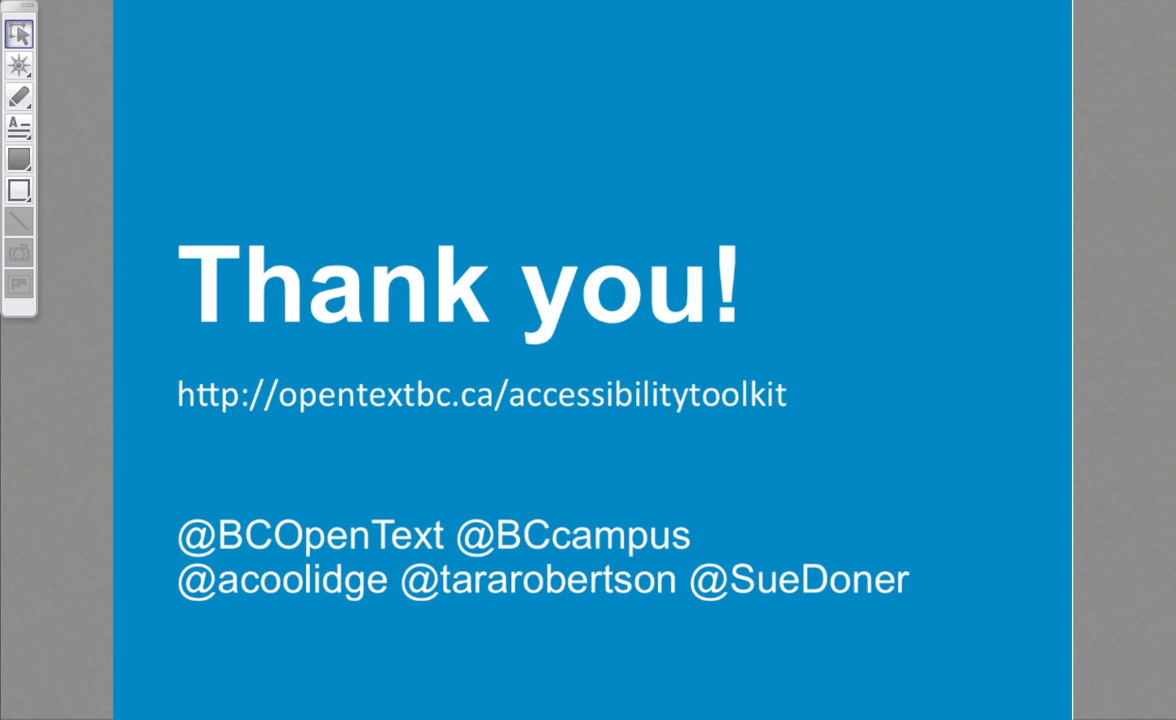 Thank you!
http://opentextbc.ca/accessibilitytoolkit
@BCOpenText @BCcampus
@acoolidge @tararobertson @SueDoner